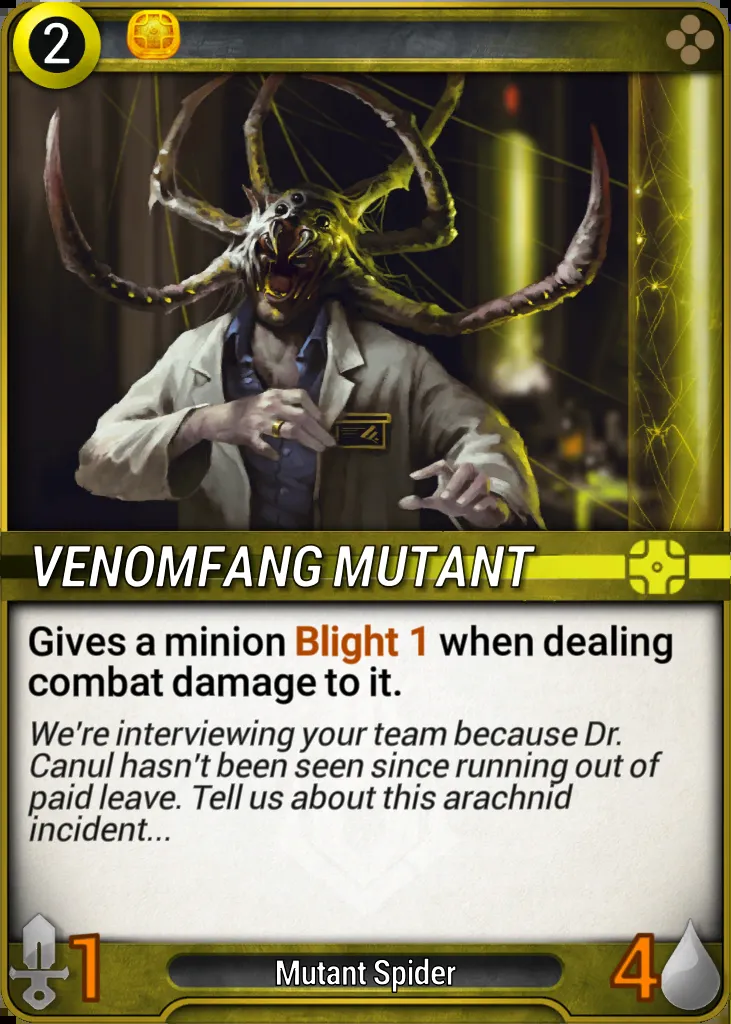 2
VENOMFANG MUTANT
Gives a minion Blight 1 when dealing
combat damage to it.
We're interviewing your team because Dr.
Canul hasn't been seen since running out of
paid leave. Tell us about this arachnid
incident...
1
Mutant Spider
4